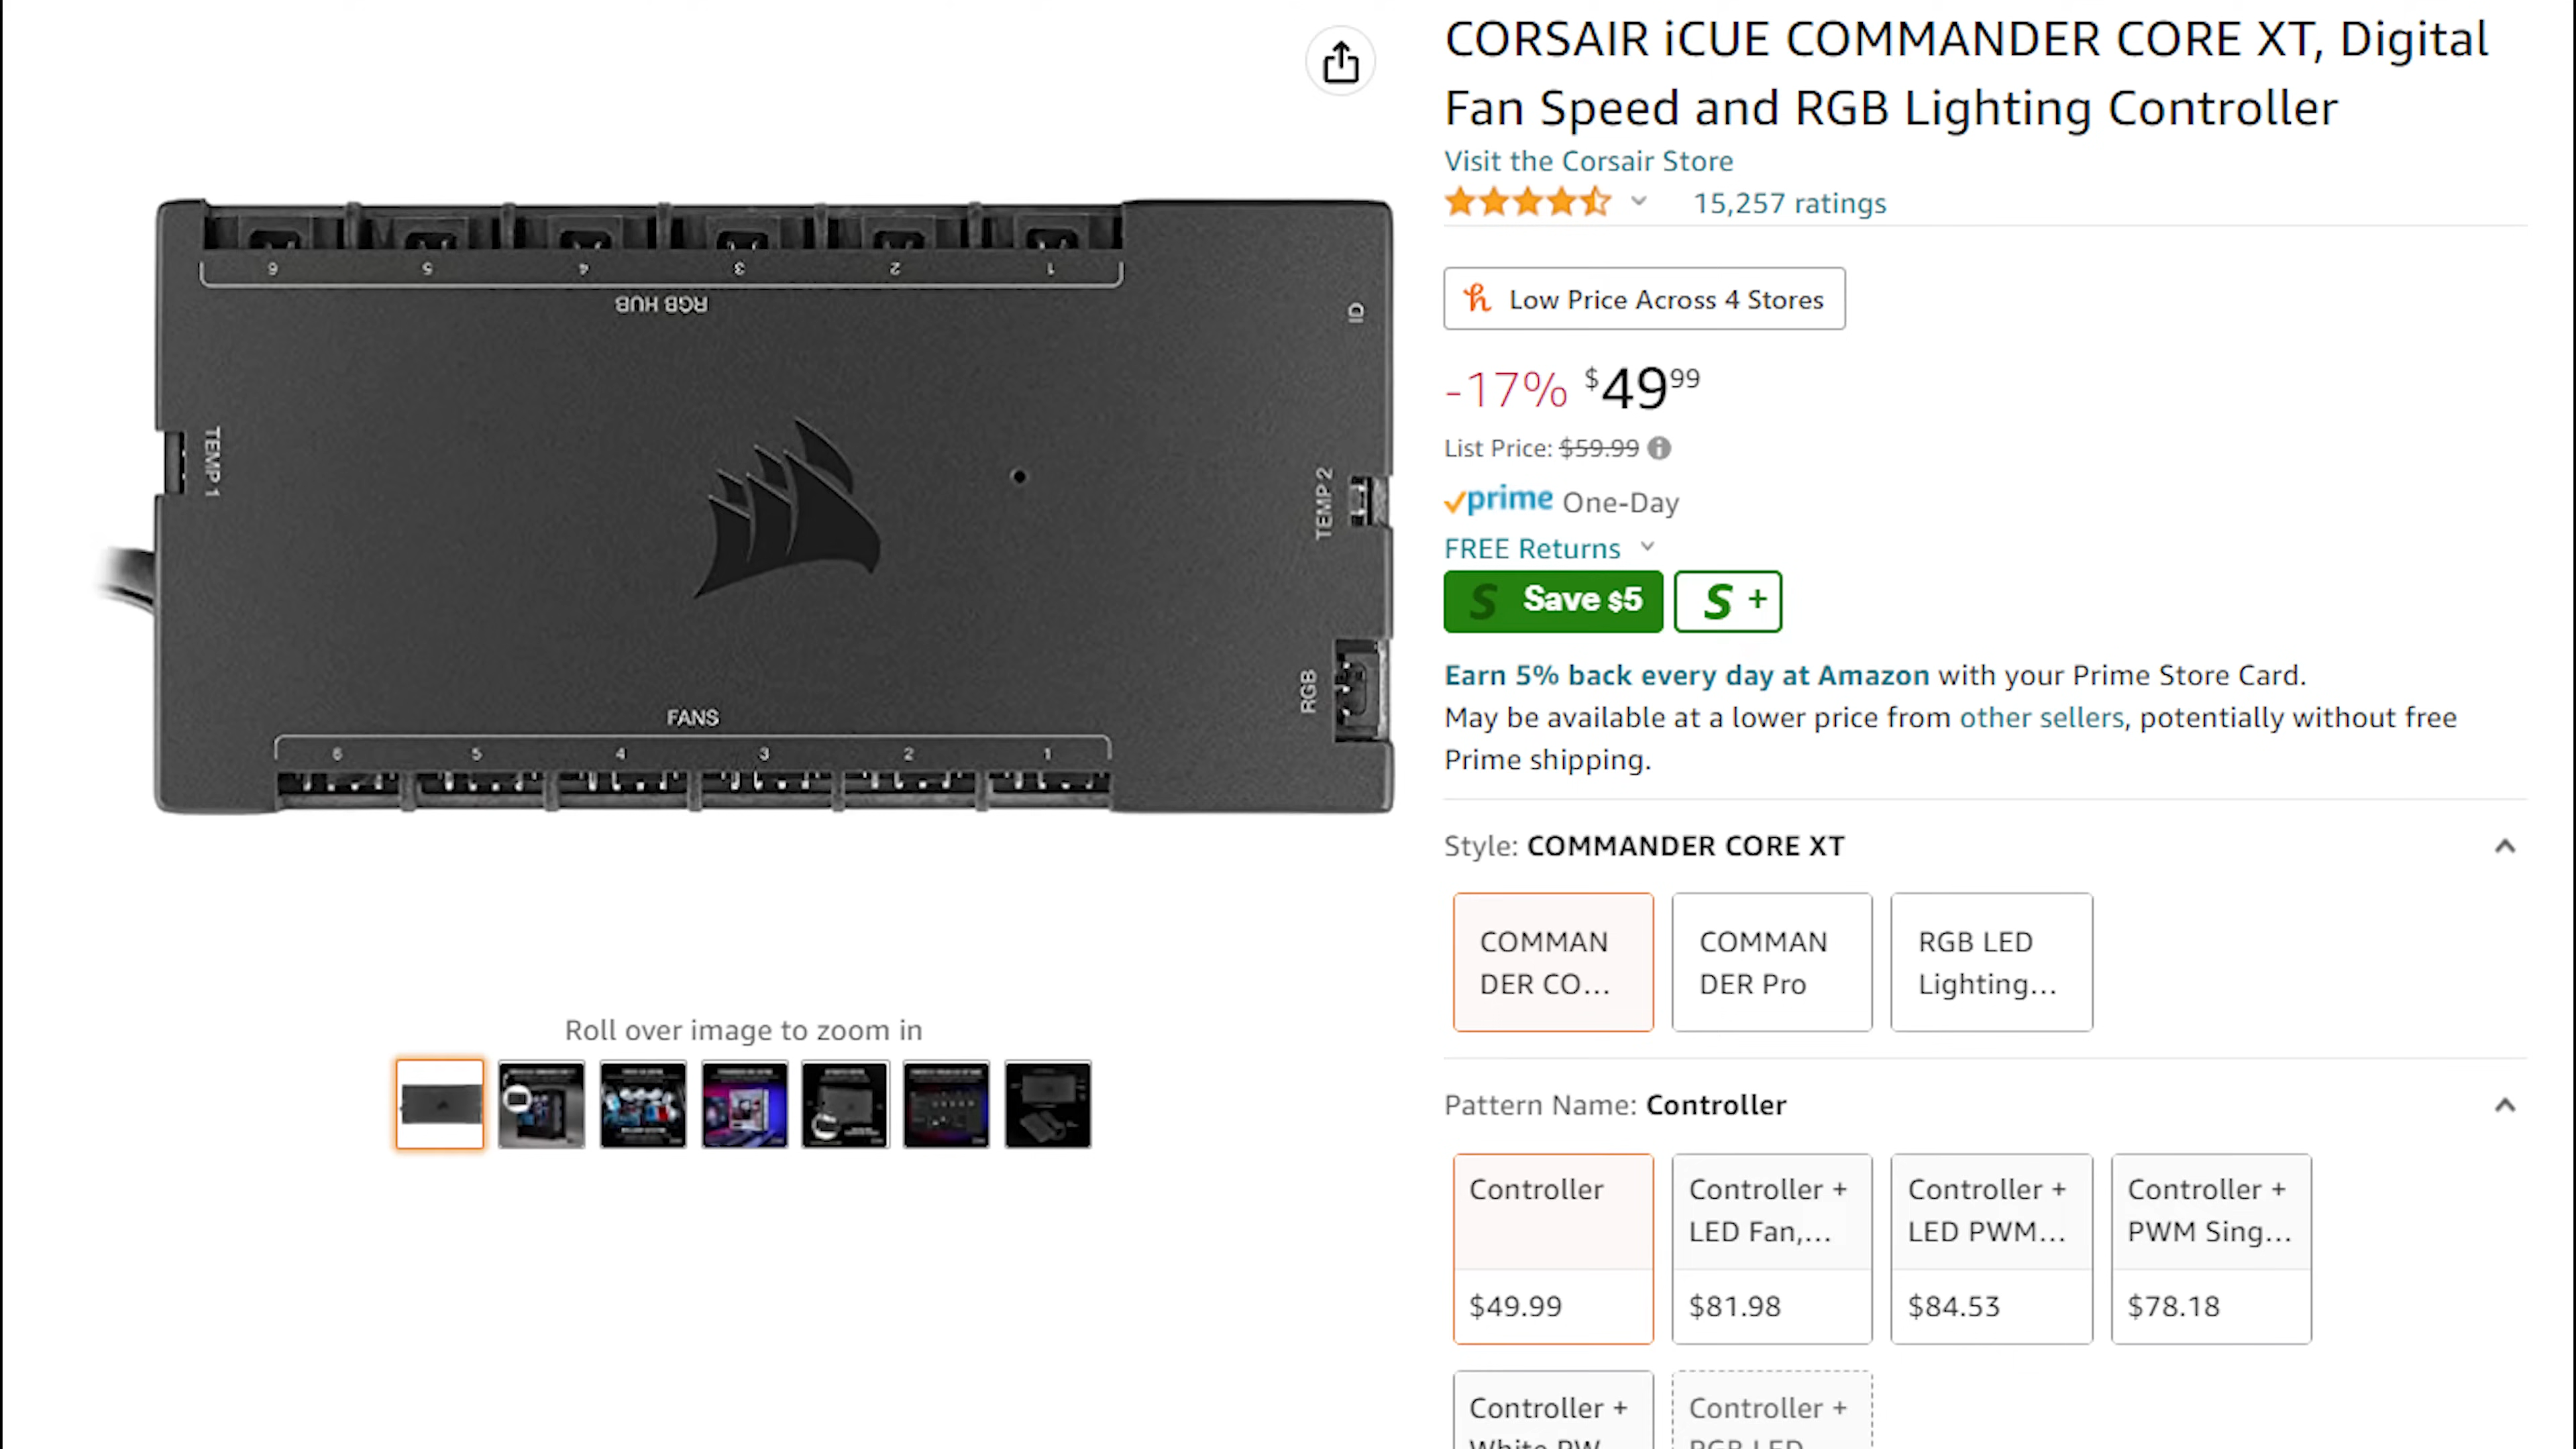 CORSAIR iCUE COMMANDER CORE XT, Digital
Fan Speed and RGB Lighting Controller
Visit the Corsair Store
15,257 ratings
Low Price Across 4 Stores
-17% $4999
List Price: $59.99
prime One-Day
FREE Returns
S Save $5
S +
Earn 5% back every day at Amazon with your Prime Store Card.
May be available at a lower price from other sellers, potentially without free
Prime shipping.
Style: COMMANDER CORE XT
COMMAN
DER CO...
COMMAN
DER Pro
RGB LED
Lighting...
Pattern Name: Controller
Controller
$49.99
Controller +
LED Fan,...
$81.98
Controller +
LED PWM...
$84.53
Controller +
PWM Sing...
$78.18
Controller +
White PW
Controller +
RGB LED
6 5 4 3 2 1
RGB HUB
TEMP 1
TEMP 2
RGB
FANS
6 5 4 3 2 1
Roll over image to zoom in